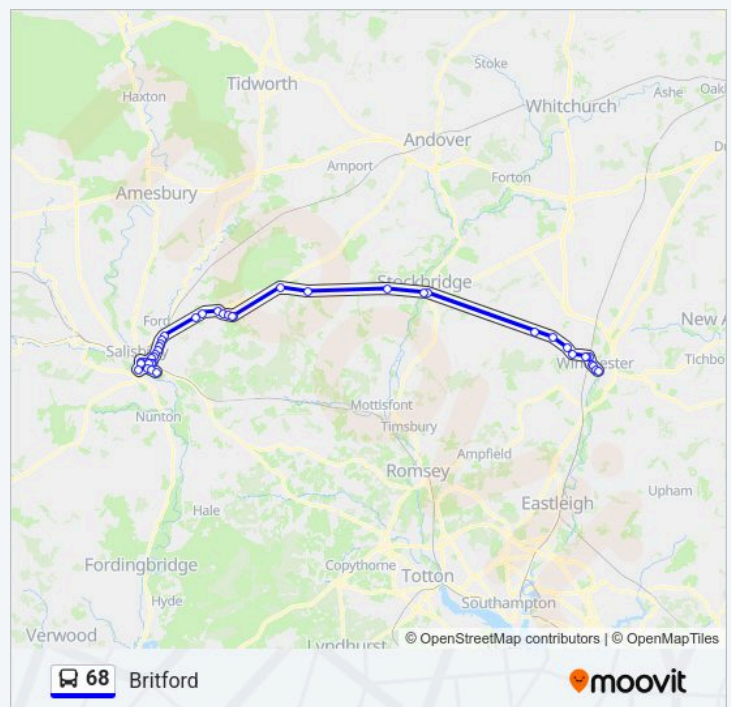 Stoke
Tidworth
Haxton
Ashe
Oak
Whitchurch
Andover
Amport
Forton
Amesbury
Stockbridge
Ford
New A
Salisb
Winchester
Tichbo
Nunton
Mottisfont
Timsbury
Ampfield
Romsey
Upham
Hale
Eastleigh
Fordingbridge
Copythorne
Totton
Hyde
Southampton
Verwood
Lyndhurst
© OpenStreetMap contributors | © OpenMapTiles
68 Britford
moovit